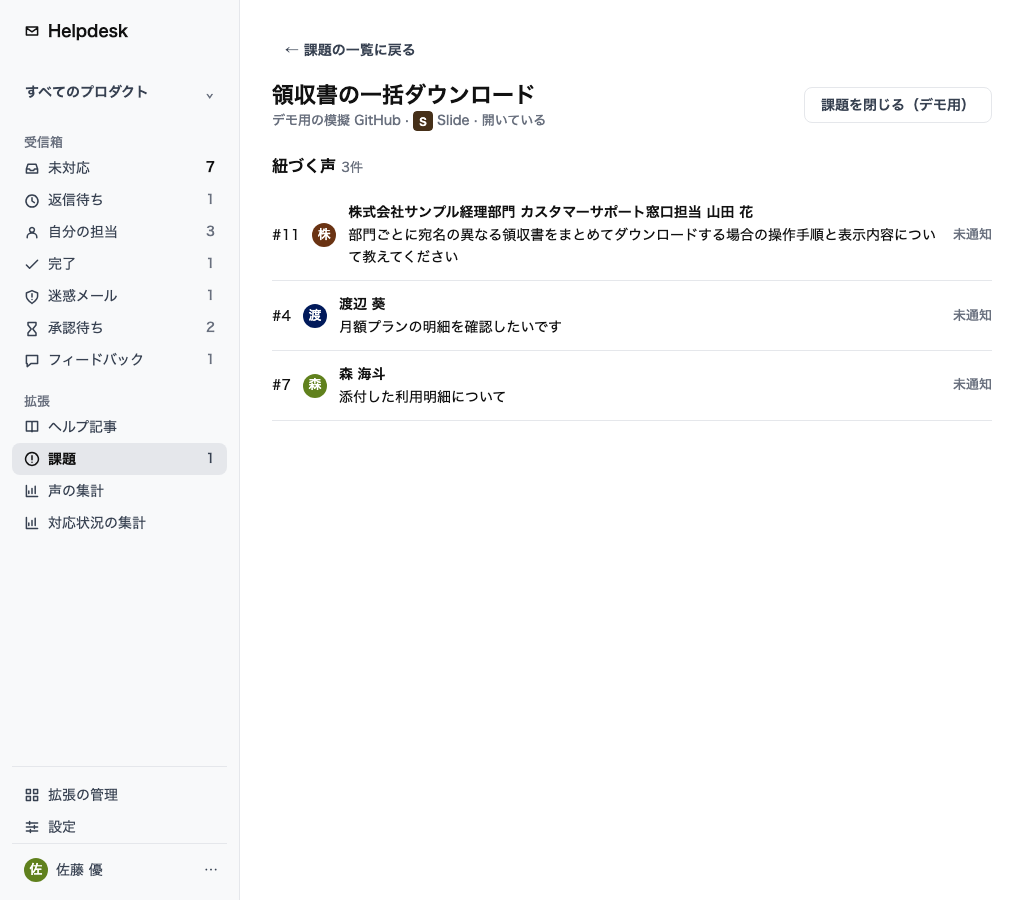 Helpdesk
すべてのプロダクト
受信箱
未対応 7
返信待ち 1
自分の担当 3
完了 1
迷惑メール 1
承認待ち 2
フィードバック 1
拡張
ヘルプ記事
課題 1
声の集計
対応状況の集計
拡張の管理
設定
佐 佐藤 優 …
← 課題の一覧に戻る
領収書の一括ダウンロード
デモ用の模擬 GitHub · S Slide · 開いている
課題を閉じる（デモ用）
紐づく声 3件
#11 株 株式会社サンプル経理部門 カスタマーサポート窓口担当 山田 花
部門ごとに宛名の異なる領収書をまとめてダウンロードする場合の操作手順と表示内容につい
て教えてください
未通知
#4 渡 渡辺 葵
月額プランの明細を確認したいです
未通知
#7 森 森 海斗
添付した利用明細について
未通知